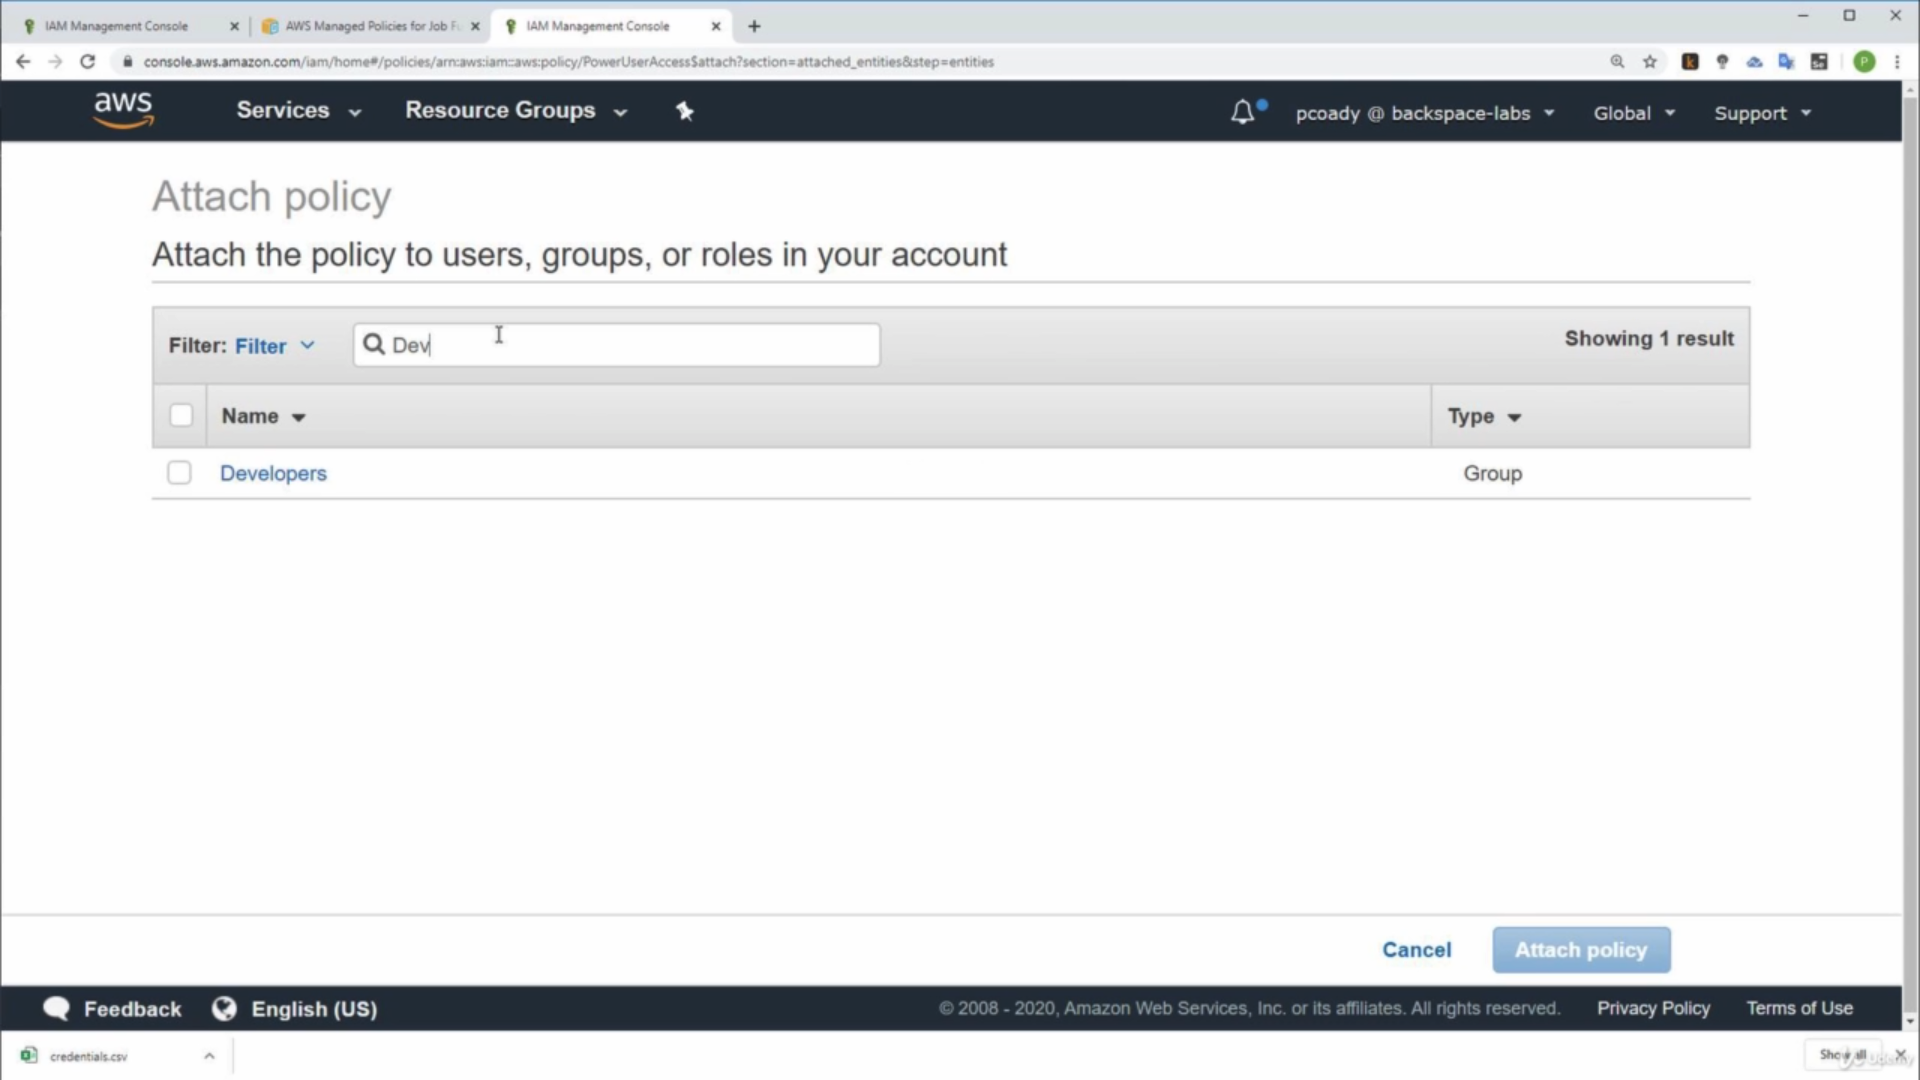 IAM Management Console
AWS Managed Policies for Job Fu
IAM Management Console
console.aws.amazon.com/iam/home#/policies/arn:aws:iam::aws:policy/PowerUserAccess$attach?section=attached_entities&step=entities
aws
Services
Resource Groups
pcoady @ backspace-labs
Global
Support
Attach policy
Attach the policy to users, groups, or roles in your account
Filter: Filter
Dev
Showing 1 result
Name
Type
Developers
Group
Cancel
Attach policy
Feedback
English (US)
© 2008 - 2020, Amazon Web Services, Inc. or its affiliates. All rights reserved.
Privacy Policy
Terms of Use
credentials.csv
Show all
Udemy